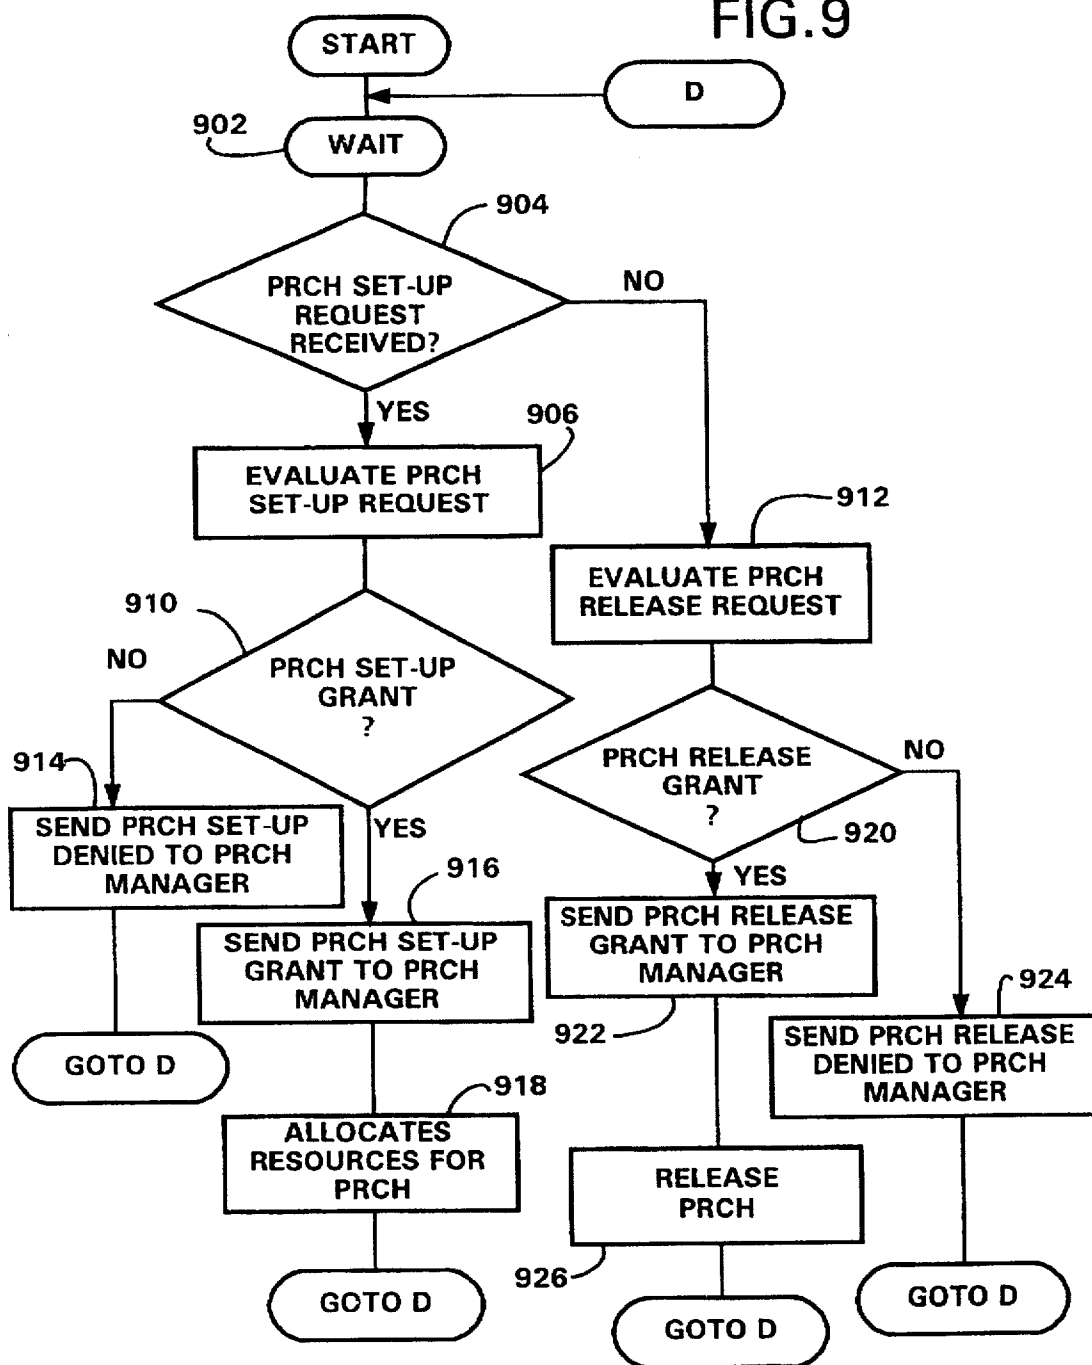 FIG.9
START
D
902
WAIT
904
PRCH SET-UP
REQUEST
RECEIVED?
NO
YES
906
EVALUATE PRCH
SET-UP REQUEST
912
EVALUATE PRCH
RELEASE REQUEST
910
NO
PRCH SET-UP
GRANT
?
914
YES
SEND PRCH SET-UP
DENIED TO PRCH
MANAGER
PRCH RELEASE
GRANT
?
NO
920
YES
916
SEND PRCH SET-UP
GRANT TO PRCH
MANAGER
SEND PRCH RELEASE
GRANT TO PRCH
MANAGER
922
924
SEND PRCH RELEASE
DENIED TO PRCH
MANAGER
GOTO D
918
ALLOCATES
RESOURCES FOR
PRCH
RELEASE
PRCH
926
GOTO D
GOTO D
GOTO D